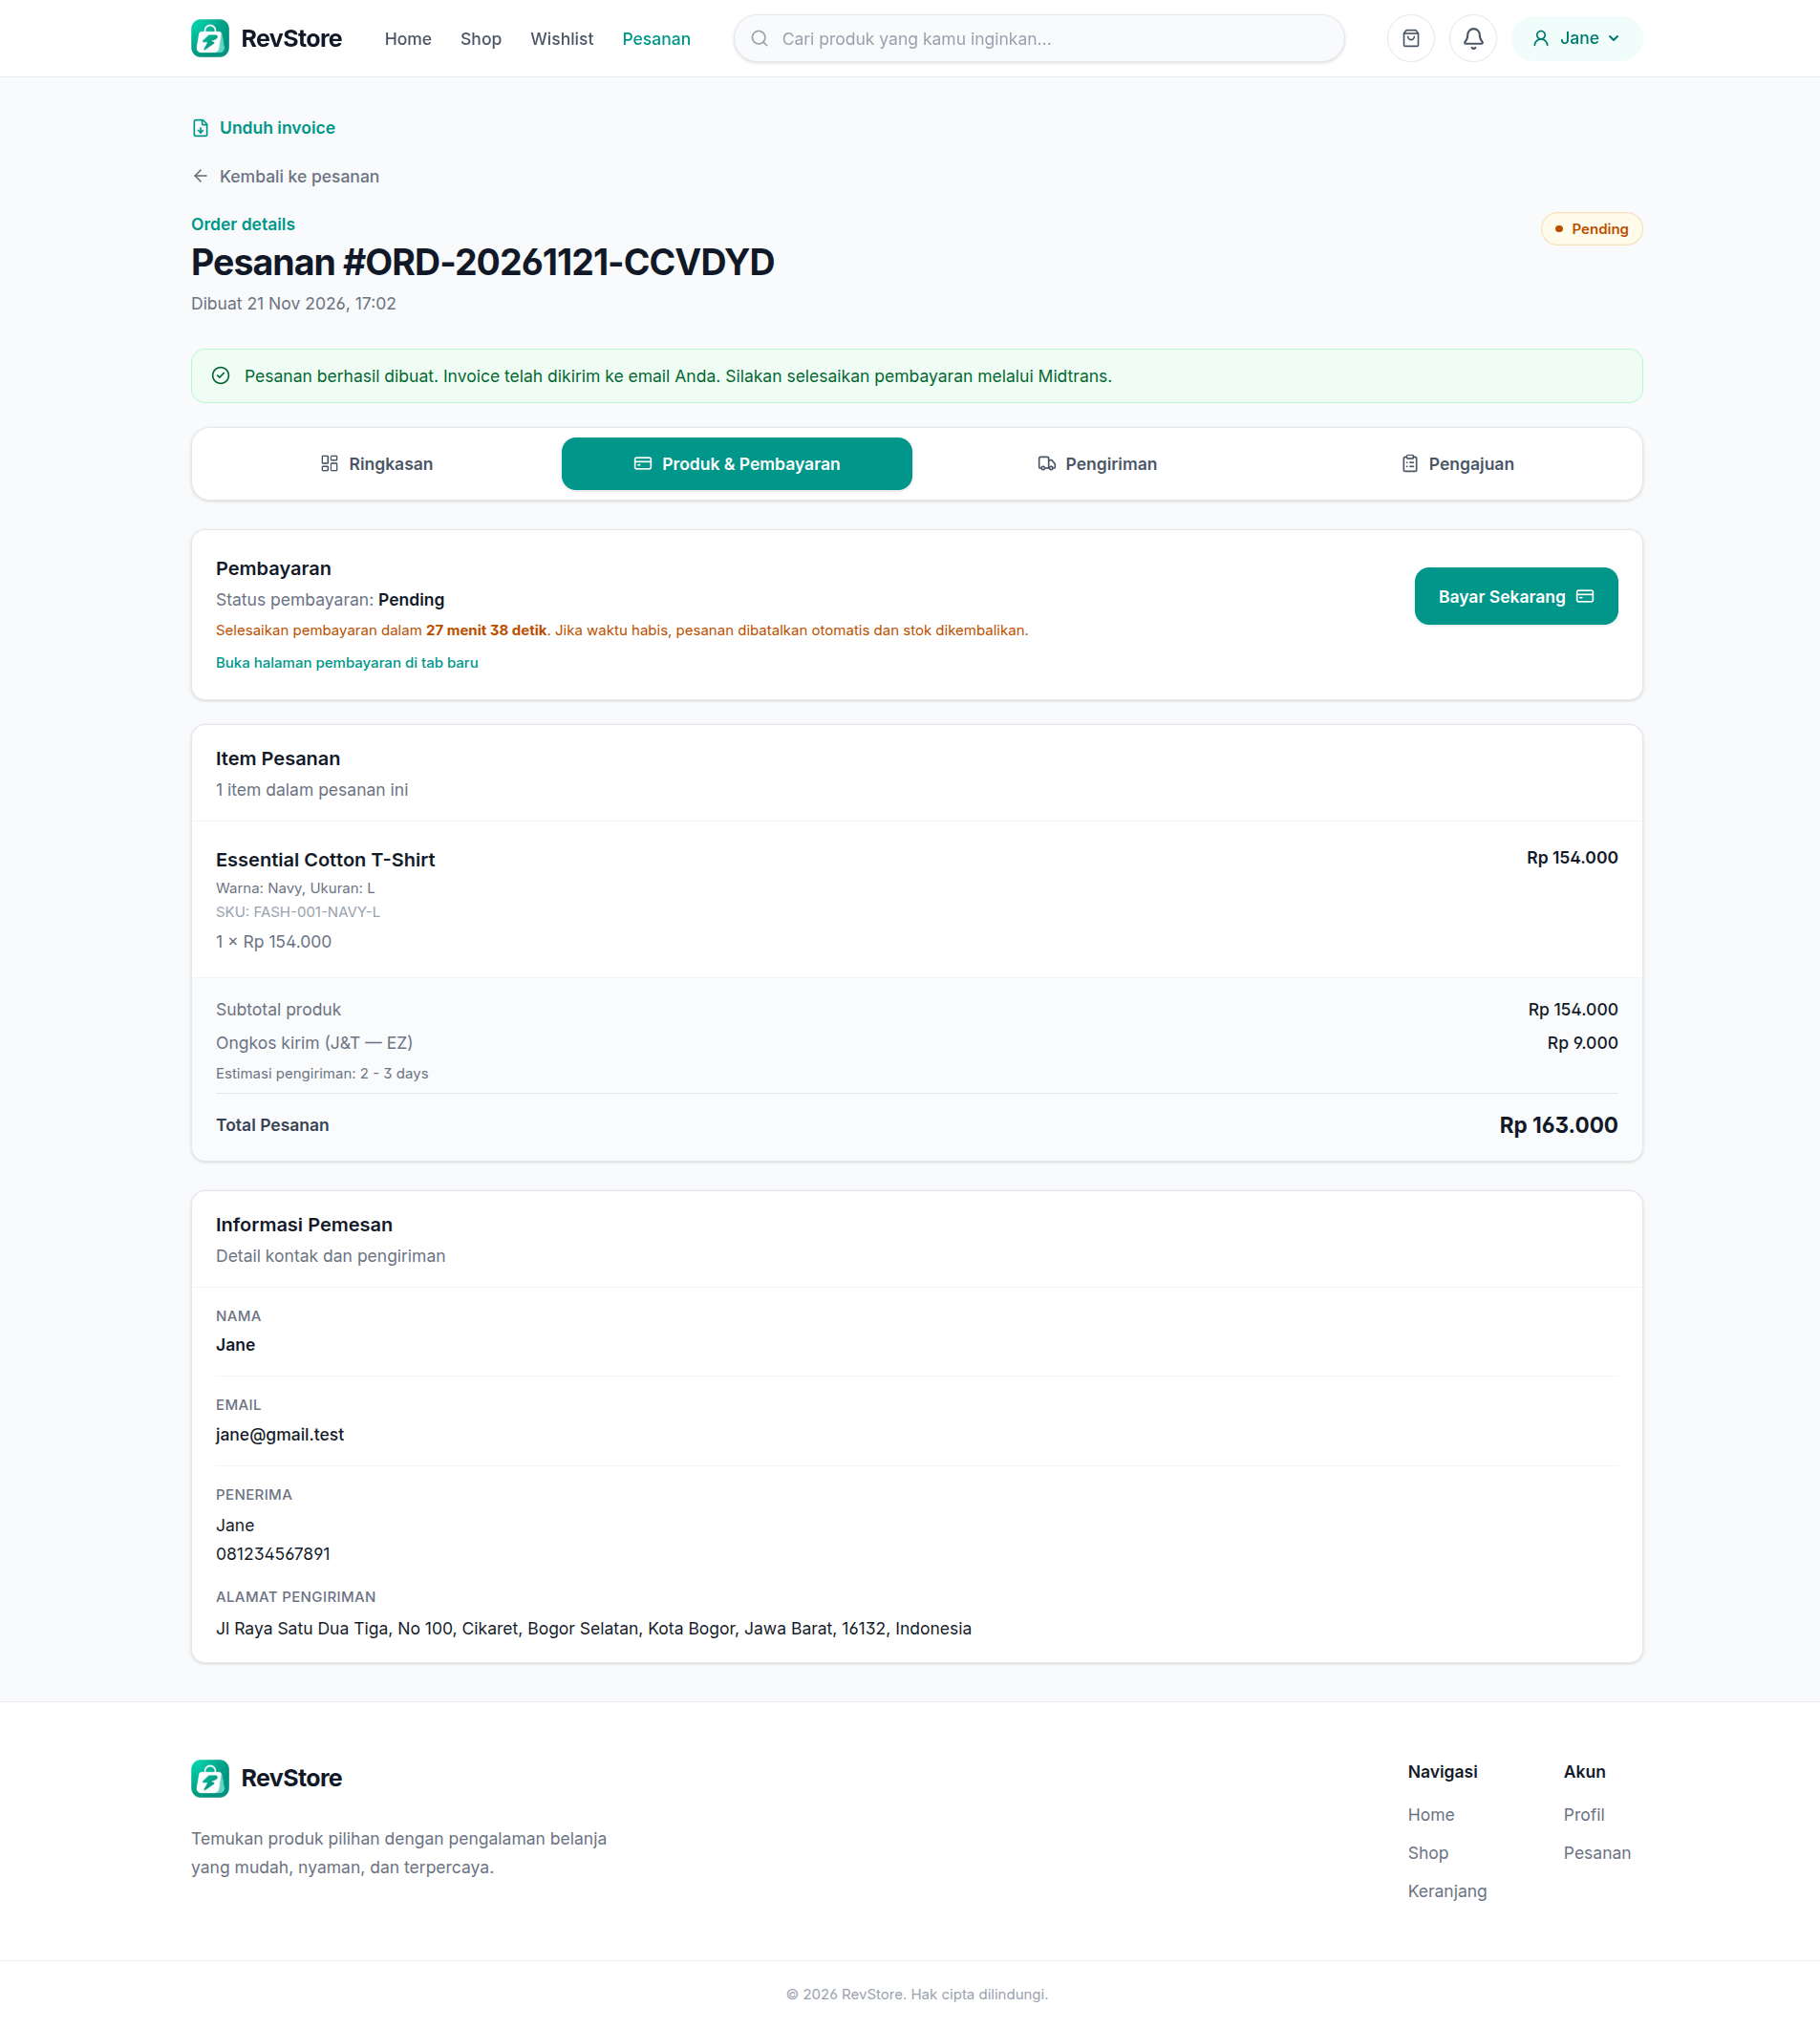 RevStore
Home Shop Wishlist Pesanan
Cari produk yang kamu inginkan...
Jane
Unduh invoice
Kembali ke pesanan
Order details
Pending
Pesanan #ORD-20261121-CCVDYD
Dibuat 21 Nov 2026, 17:02
Pesanan berhasil dibuat. Invoice telah dikirim ke email Anda. Silakan selesaikan pembayaran melalui Midtrans.
Ringkasan Produk & Pembayaran Pengiriman Pengajuan
Pembayaran
Status pembayaran: Pending
Selesaikan pembayaran dalam 27 menit 38 detik. Jika waktu habis, pesanan dibatalkan otomatis dan stok dikembalikan.
Buka halaman pembayaran di tab baru
Bayar Sekarang
Item Pesanan
1 item dalam pesanan ini
Essential Cotton T-Shirt Rp 154.000
Warna: Navy, Ukuran: L
SKU: FASH-001-NAVY-L
1 × Rp 154.000
Subtotal produk Rp 154.000
Ongkos kirim (J&T — EZ) Rp 9.000
Estimasi pengiriman: 2 - 3 days
Total Pesanan Rp 163.000
Informasi Pemesan
Detail kontak dan pengiriman
NAMA
Jane
EMAIL
jane@gmail.test
PENERIMA
Jane
081234567891
ALAMAT PENGIRIMAN
Jl Raya Satu Dua Tiga, No 100, Cikaret, Bogor Selatan, Kota Bogor, Jawa Barat, 16132, Indonesia
RevStore
Temukan produk pilihan dengan pengalaman belanja
yang mudah, nyaman, dan terpercaya.
Navigasi
Home
Shop
Keranjang
Akun
Profil
Pesanan
© 2026 RevStore. Hak cipta dilindungi.